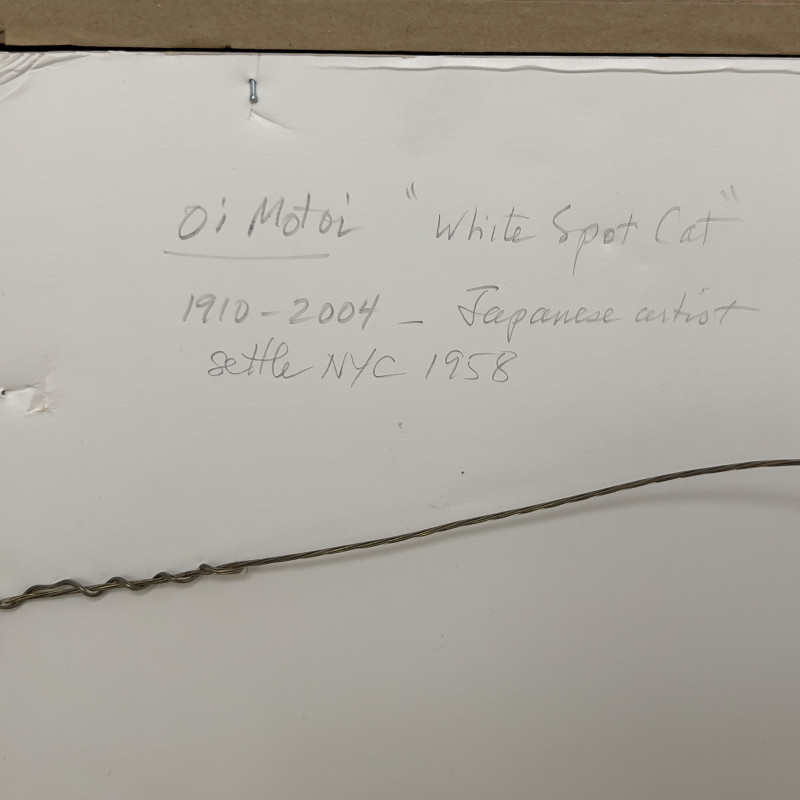 Oi Motoi "White Spot Cat"
1910-2004 - Japanese artist
settle NYC 1958